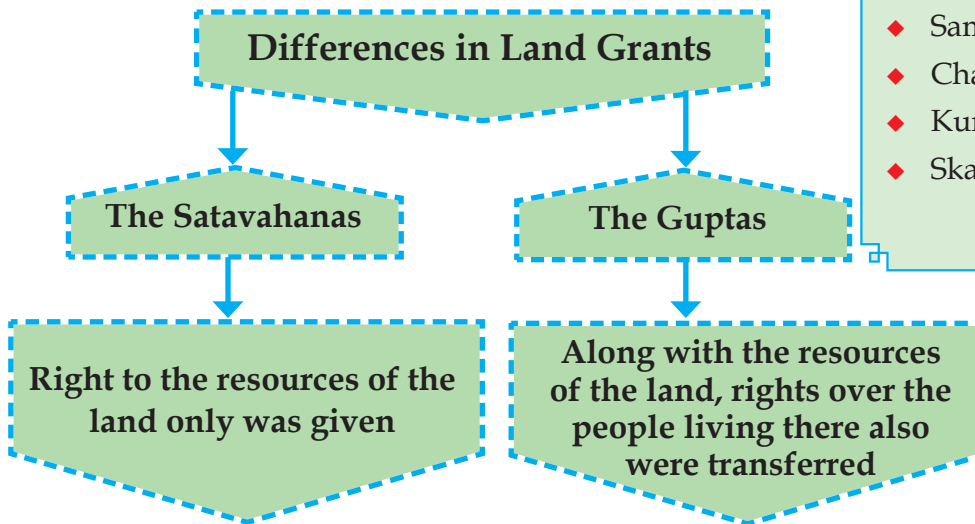 Differences in Land Grants
The Satavahanas
The Guptas
Right to the resources of the
land only was given
Along with the resources
of the land, rights over the
people living there also
were transferred